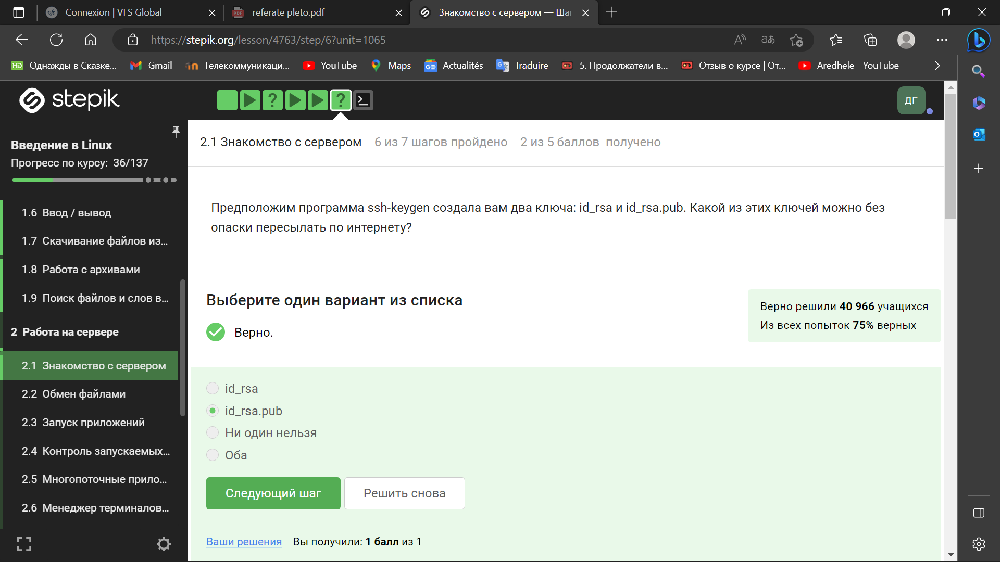 Connexion | VFS Global
referate pleto.pdf
Знакомство с сервером — Шаг
https://stepik.org/lesson/4763/step/6?unit=1065
Однажды в Сказке...
Gmail
Телекоммуникаци...
YouTube
Maps
Actualités
Traduire
5. Продолжатели в...
Отзыв о курсе | От...
Aredhele - YouTube
stepik
ДГ
Введение в Linux
Прогресс по курсу: 36/137
1.6 Ввод / вывод
1.7 Скачивание файлов из...
1.8 Работа с архивами
1.9 Поиск файлов и слов в...
2 Работа на сервере
2.1 Знакомство с сервером
2.2 Обмен файлами
2.3 Запуск приложений
2.4 Контроль запускаемых...
2.5 Многопоточные прило...
2.6 Менеджер терминалов...
2.1 Знакомство с сервером 6 из 7 шагов пройдено 2 из 5 баллов получено
Предположим программа ssh-keygen создала вам два ключа: id_rsa и id_rsa.pub. Какой из этих ключей можно без
опаски пересылать по интернету?
Выберите один вариант из списка
Верно.
Верно решили 40 966 учащихся
Из всех попыток 75% верных
id_rsa
id_rsa.pub
Ни один нельзя
Оба
Следующий шаг
Решить снова
Ваши решения Вы получили: 1 балл из 1